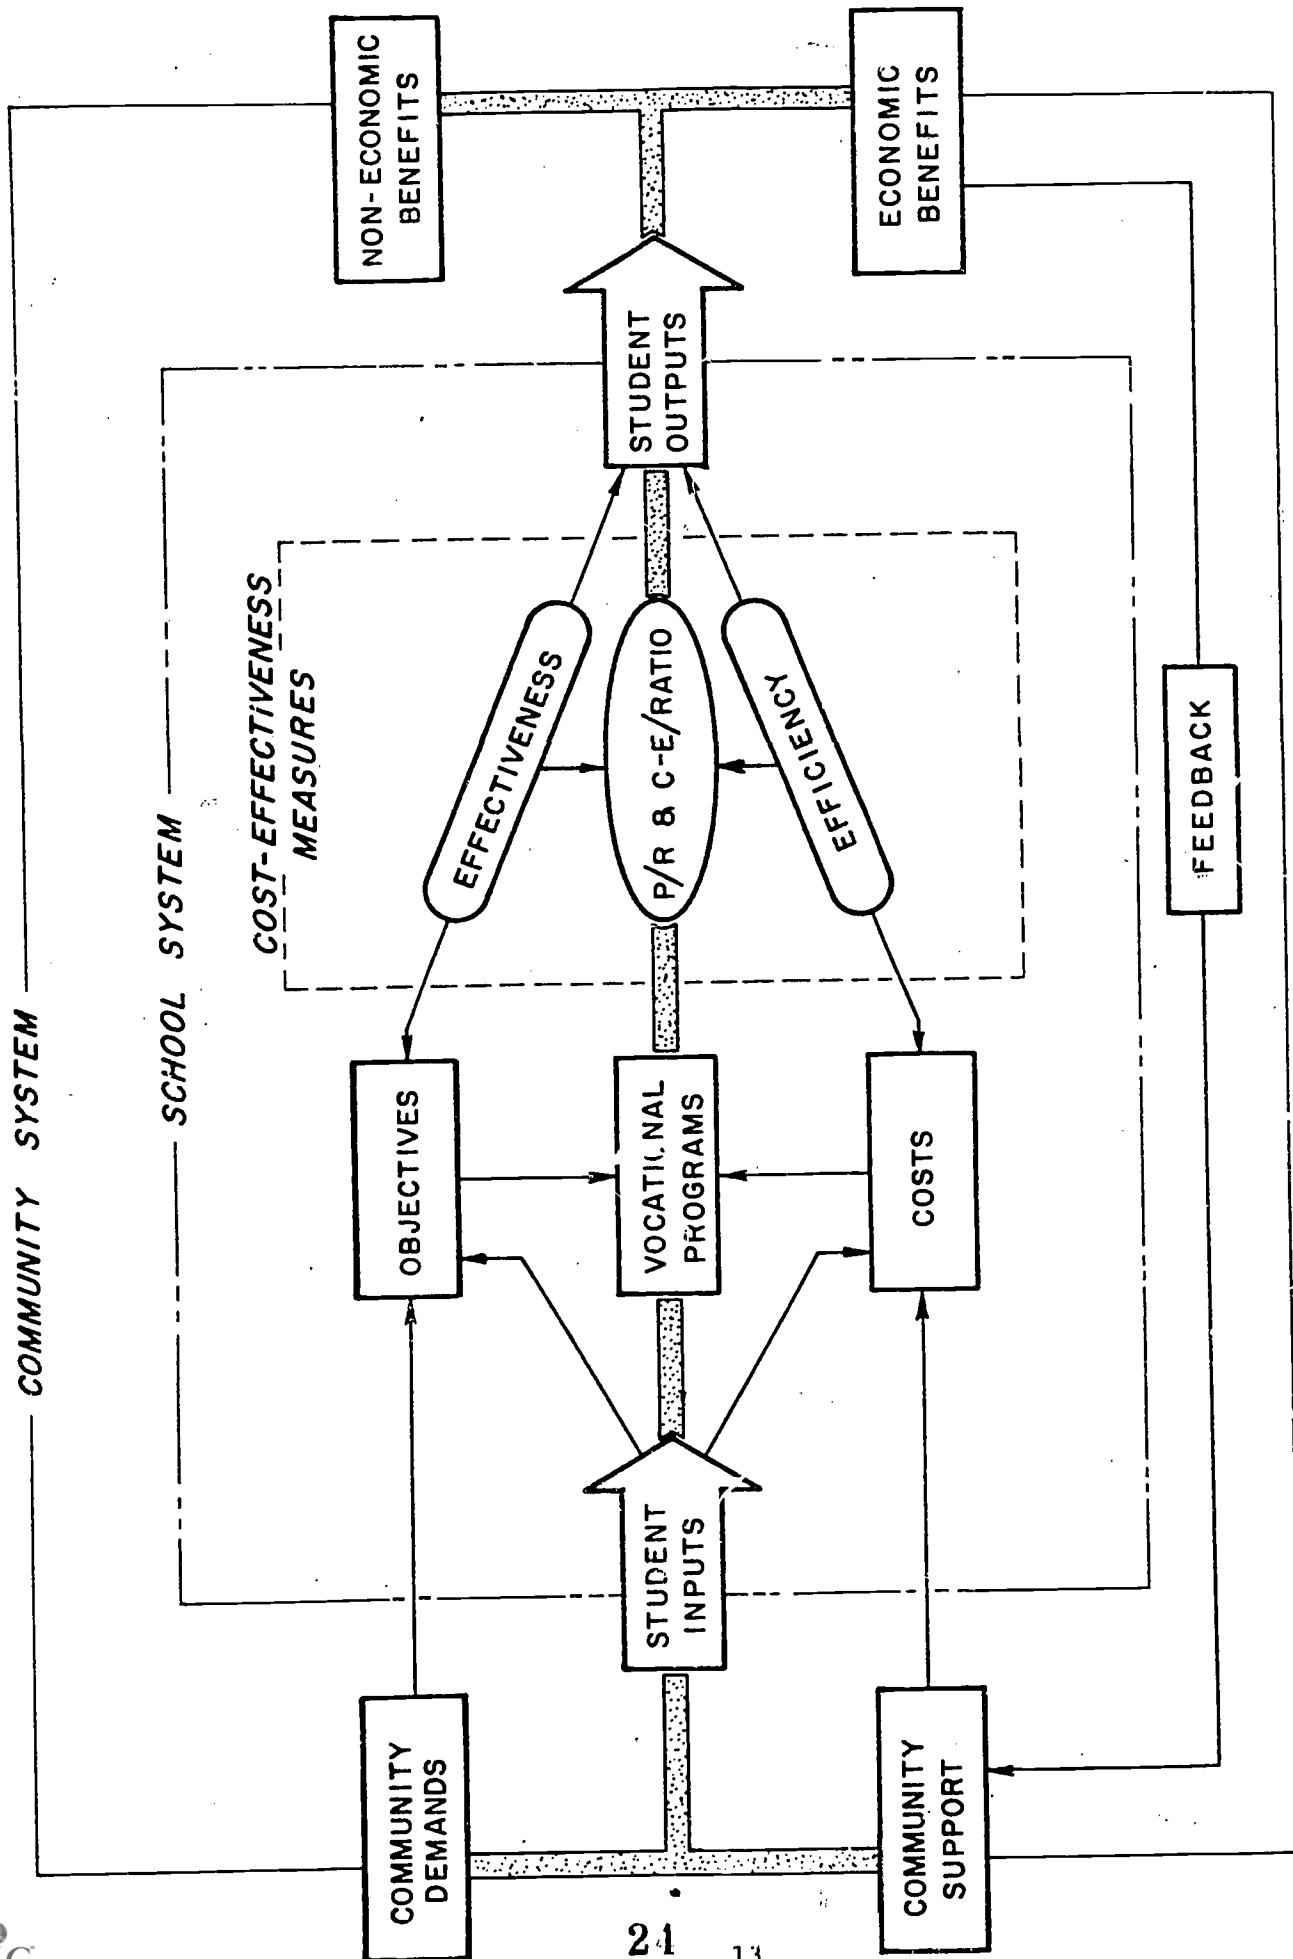 COMMUNITY SYSTEM
SCHOOL SYSTEM
COST-EFFECTIVENESS
MEASURES
COMMUNITY
DEMANDS
OBJECTIVES
EFFECTIVENESS
NON-ECONOMIC
BENEFITS
STUDENT
INPUTS
VOCATIONAL
PROGRAMS
P/R & C-E/RATIO
STUDENT
OUTPUTS
COMMUNITY
SUPPORT
COSTS
EFFICIENCY
ECONOMIC
BENEFITS
FEEDBACK
21
13